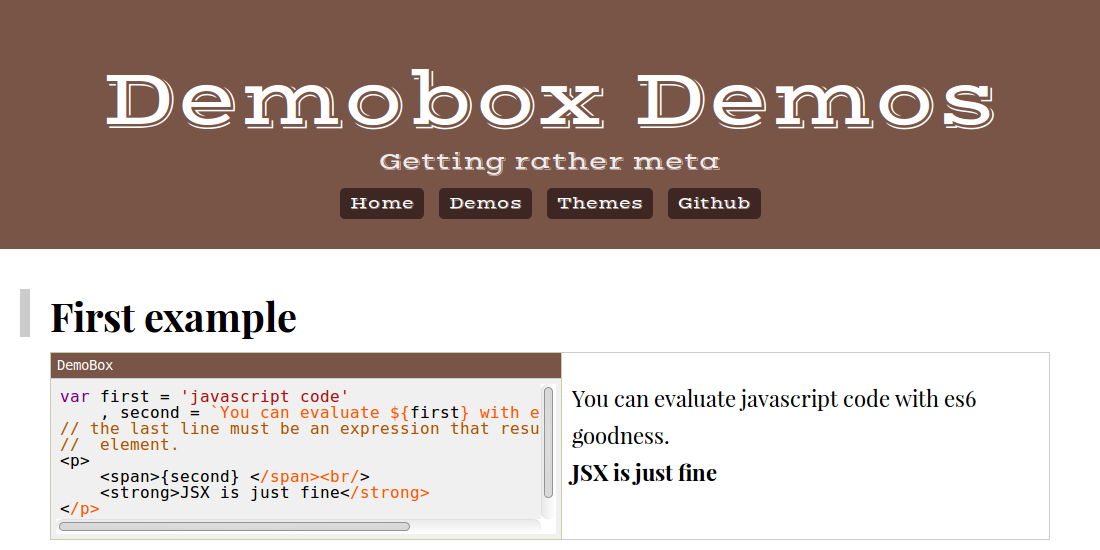 Demobox Demos
Getting rather meta
Home Demos Themes Github
First example
DemoBox
var first = 'javascript code'
    , second = `You can evaluate ${first} with e
// the last line must be an expression that resu
//  element.
<p>
    <span>{second} </span><br/>
    <strong>JSX is just fine</strong>
</p>
You can evaluate javascript code with es6
goodness.
JSX is just fine